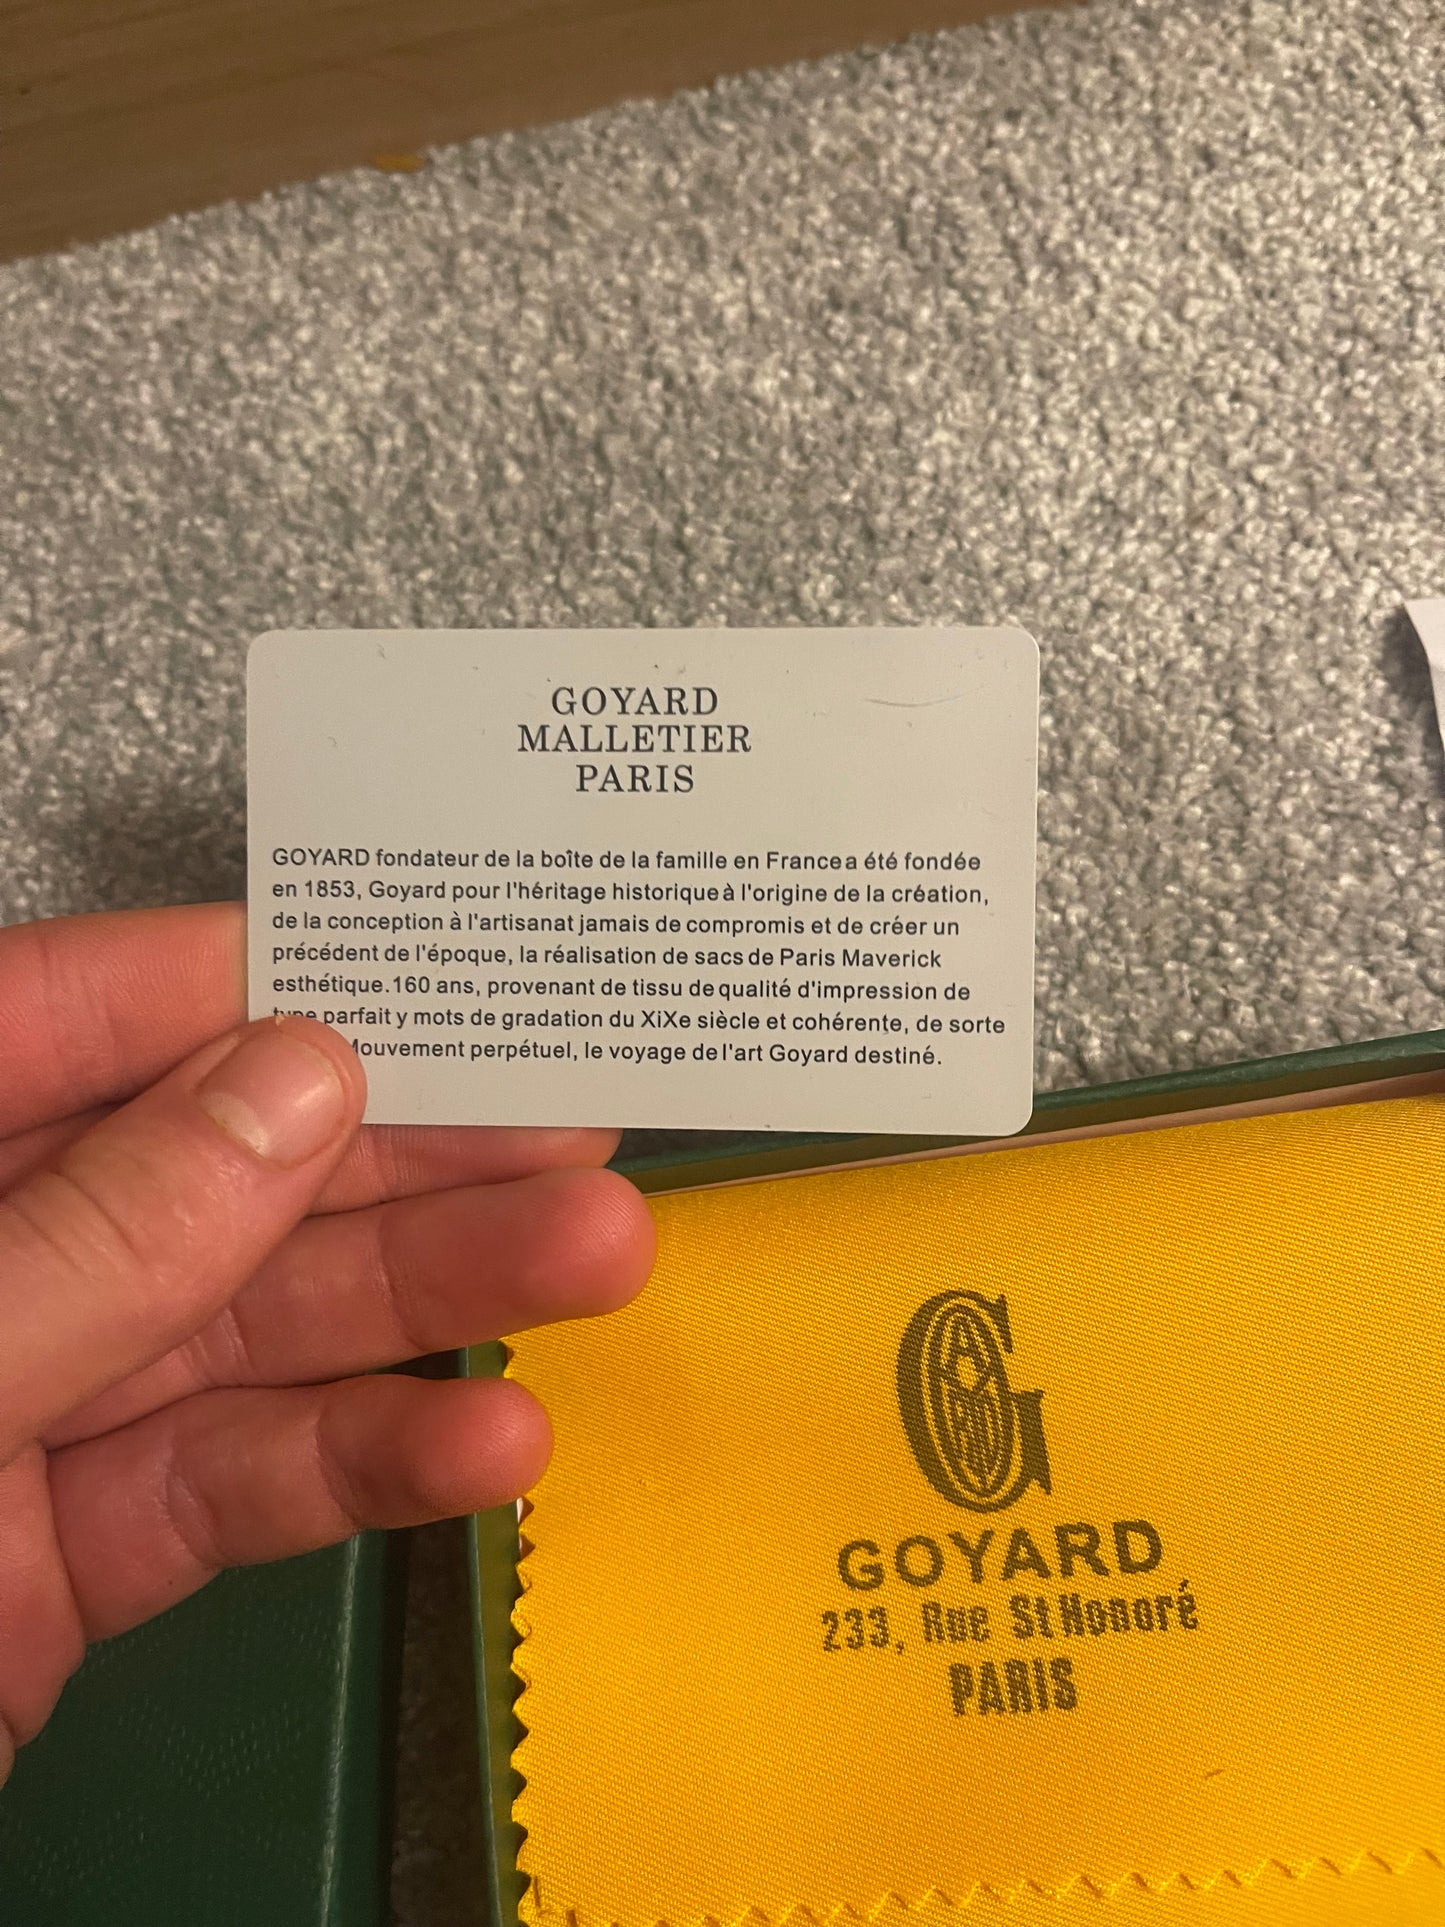 GOYARD
MALLETIER
PARIS
GOYARD fondateur de la boîte de la famille en France a été fondée
en 1853, Goyard pour l'héritage historique à l'origine de la création,
de la conception à l'artisanat jamais de compromis et de créer un
précédent de l'époque, la réalisation de sacs de Paris Maverick
esthétique.160 ans, provenant de tissu de qualité d'impression de
type parfait y mots de gradation du XiXe siècle et cohérente, de sorte
Mouvement perpétuel, le voyage de l'art Goyard destiné.
GOYARD
233, Rue St Honoré
PARIS